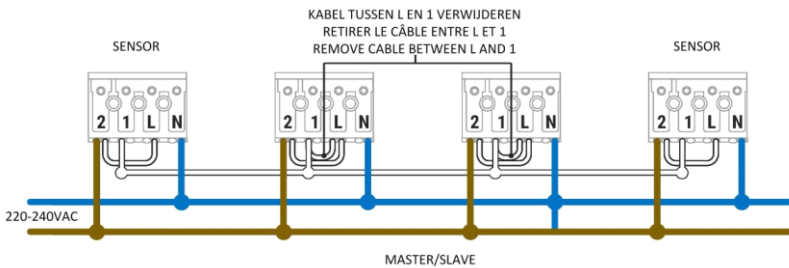 KABEL TUSSEN L EN 1 VERWIJDEREN
RETIRER LE CÂBLE ENTRE L ET 1
REMOVE CABLE BETWEEN L AND 1
SENSOR
SENSOR
2 1 L N
2 1 L N
2 1 L N
2 1 L N
220-240VAC
MASTER/SLAVE